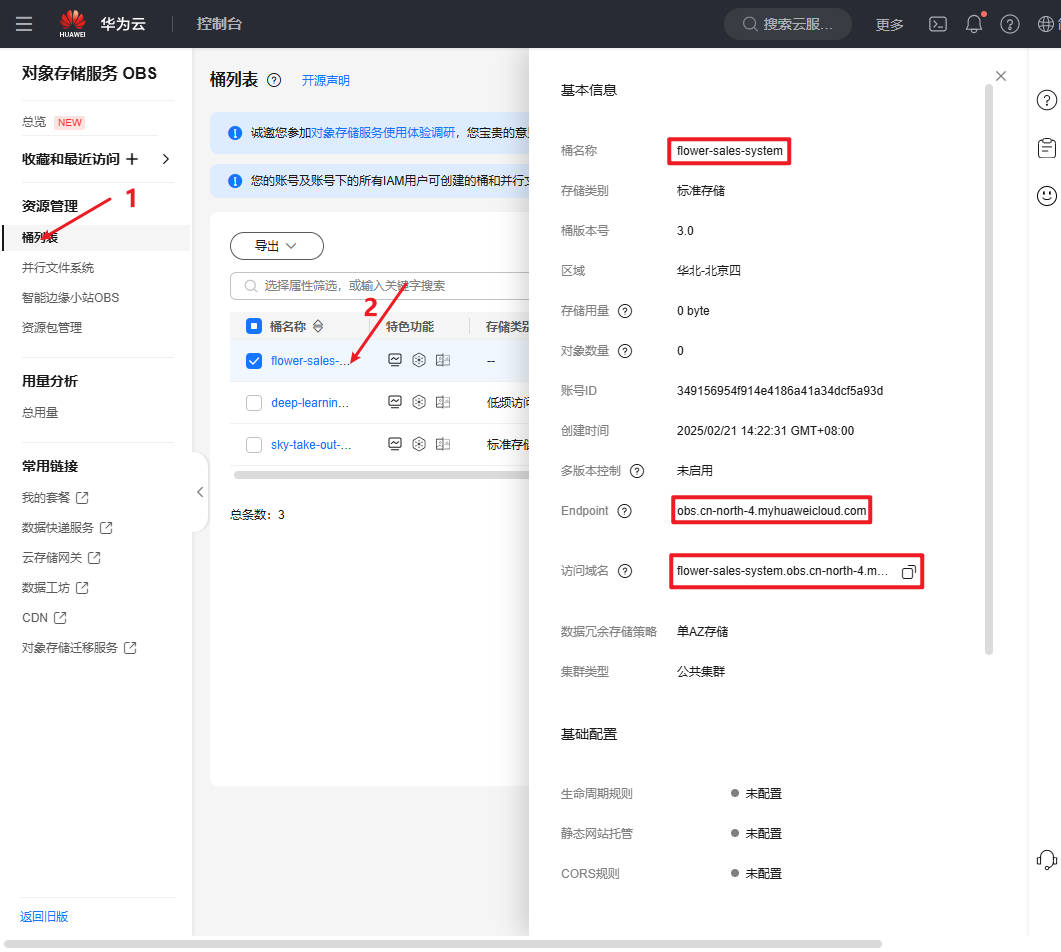 HUAWEI 华为云 控制台 搜索云服... 更多
对象存储服务 OBS
总览 NEW
收藏和最近访问
资源管理
1
桶列表
并行文件系统
智能边缘小站OBS
资源包管理
用量分析
总用量
常用链接
我的套餐
数据快递服务
云存储网关
数据工坊
CDN
对象存储迁移服务
返回旧版
桶列表 开源声明
诚邀您参加对象存储服务使用体验调研，您宝贵的意
您的账号及账号下的所有IAM用户可创建的桶和并行
导出
选择属性筛选，或输入关键字搜索
2
桶名称 特色功能 存储类别
flower-sales-... --
deep-learnin... 低频访问
sky-take-out-... 标准存储
总条数：3
基本信息
桶名称 flower-sales-system
存储类别 标准存储
桶版本号 3.0
区域 华北-北京四
存储用量 0 byte
对象数量 0
账号ID 349156954f914e4186a41a34dcf5a93d
创建时间 2025/02/21 14:22:31 GMT+08:00
多版本控制 未启用
Endpoint obs.cn-north-4.myhuaweicloud.com
访问域名 flower-sales-system.obs.cn-north-4.m...
数据冗余存储策略 单AZ存储
集群类型 公共集群
基础配置
生命周期规则 未配置
静态网站托管 未配置
CORS规则 未配置